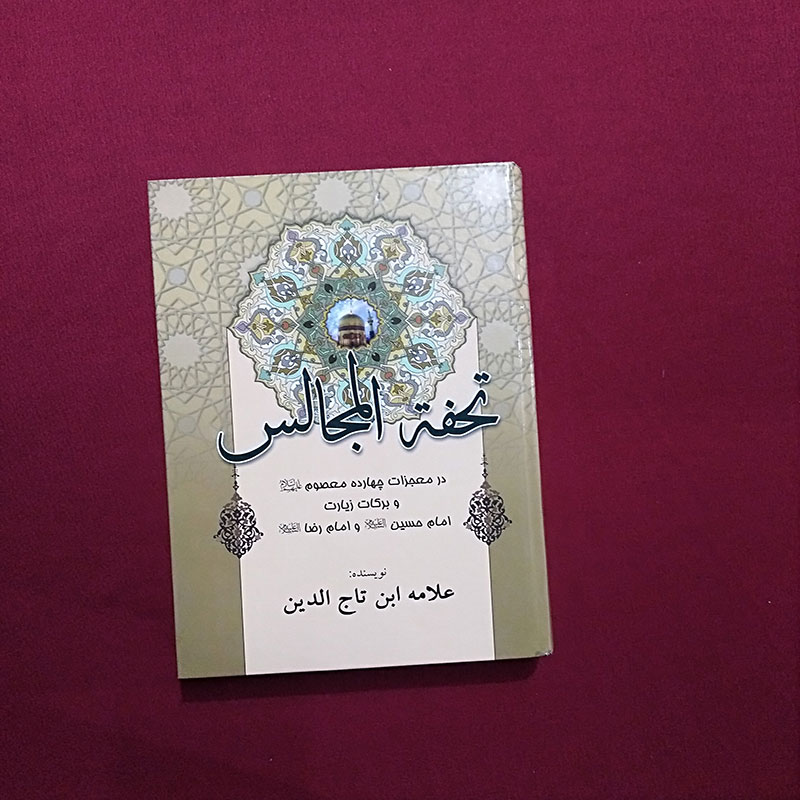 تحفة المجالس
در معجزات چهارده معصوم علیهم‌السلام
و برکات زیارت
امام حسین علیه‌السلام و امام رضا علیه‌السلام
نویسنده:
علامه ابن تاج الدین